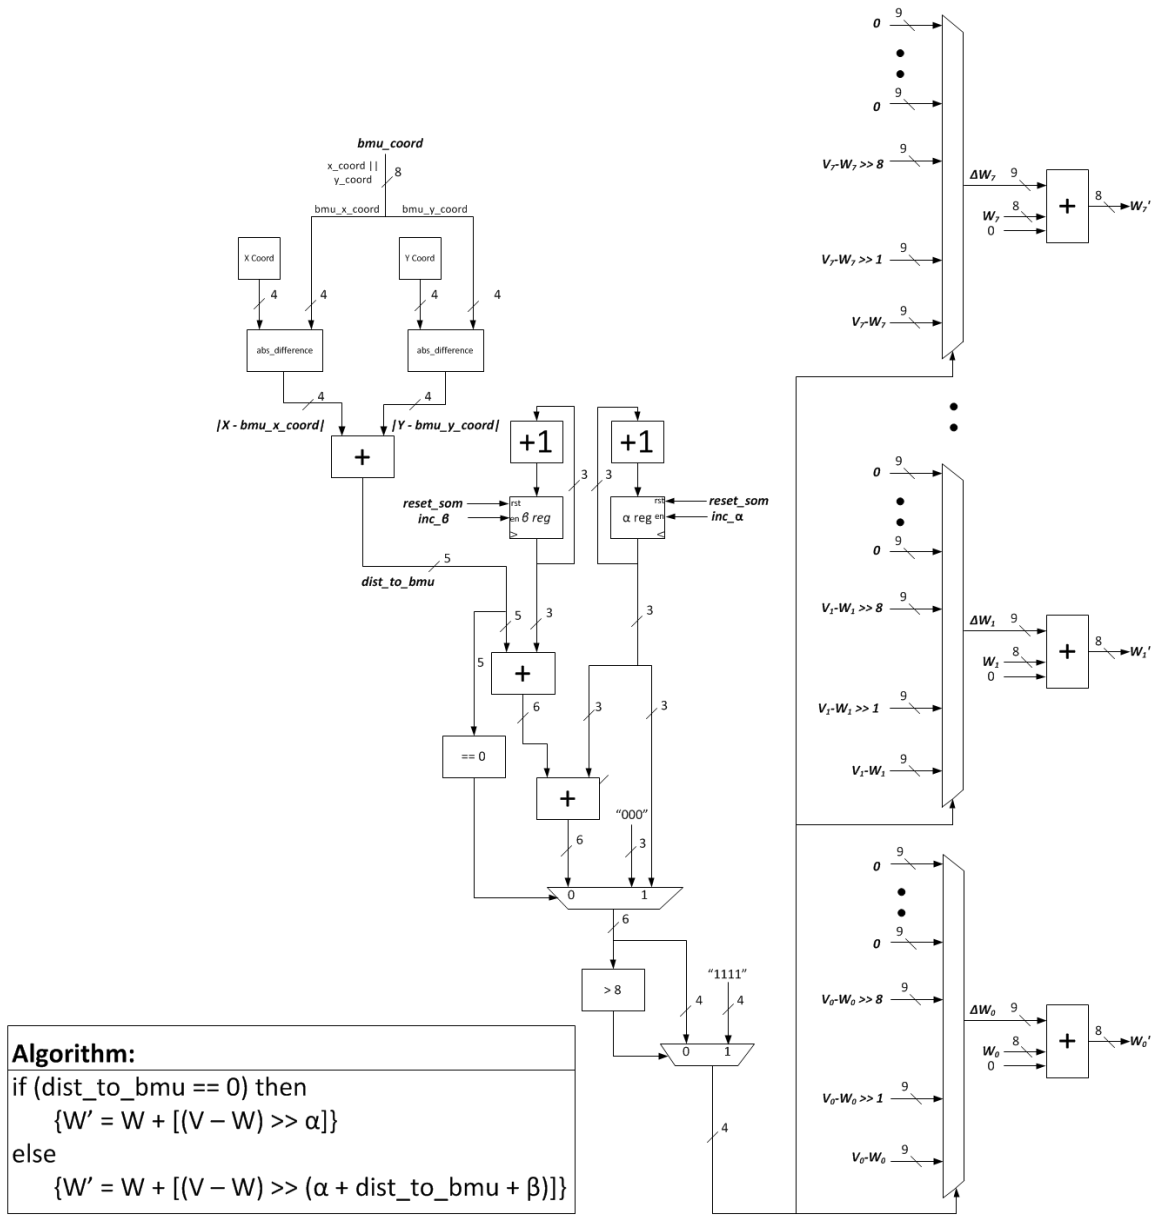 bmu_coord
x_coord ||
y_coord
8
bmu_x_coord
bmu_y_coord
X Coord
Y Coord
4
4
4
4
abs_difference
abs_difference
4
4
|X - bmu_x_coord|
|Y - bmu_y_coord|
+
+1
+1
3
3
reset_som
inc_β
rst
en
β reg
α reg
rst
en
reset_som
inc_α
5
dist_to_bmu
5
3
3
5
+
6
3
3
== 0
+
"000"
6
3
0
1
6
> 8
"1111"
4
4
0
1
4
0
9
0
9
V₇-W₇ >> 8
9
V₇-W₇ >> 1
9
V₇-W₇
9
ΔW₇
9
W₇
8
0
+
8
W₇'
0
9
0
9
V₁-W₁ >> 8
9
V₁-W₁ >> 1
9
V₁-W₁
9
ΔW₁
9
W₁
8
0
+
8
W₁'
0
9
0
9
V₀-W₀ >> 8
9
V₀-W₀ >> 1
9
V₀-W₀
9
ΔW₀
9
W₀
8
0
+
8
W₀'
Algorithm:
if (dist_to_bmu == 0) then
{W' = W + [(V – W) >> α]}
else
{W' = W + [(V – W) >> (α + dist_to_bmu + β)]}